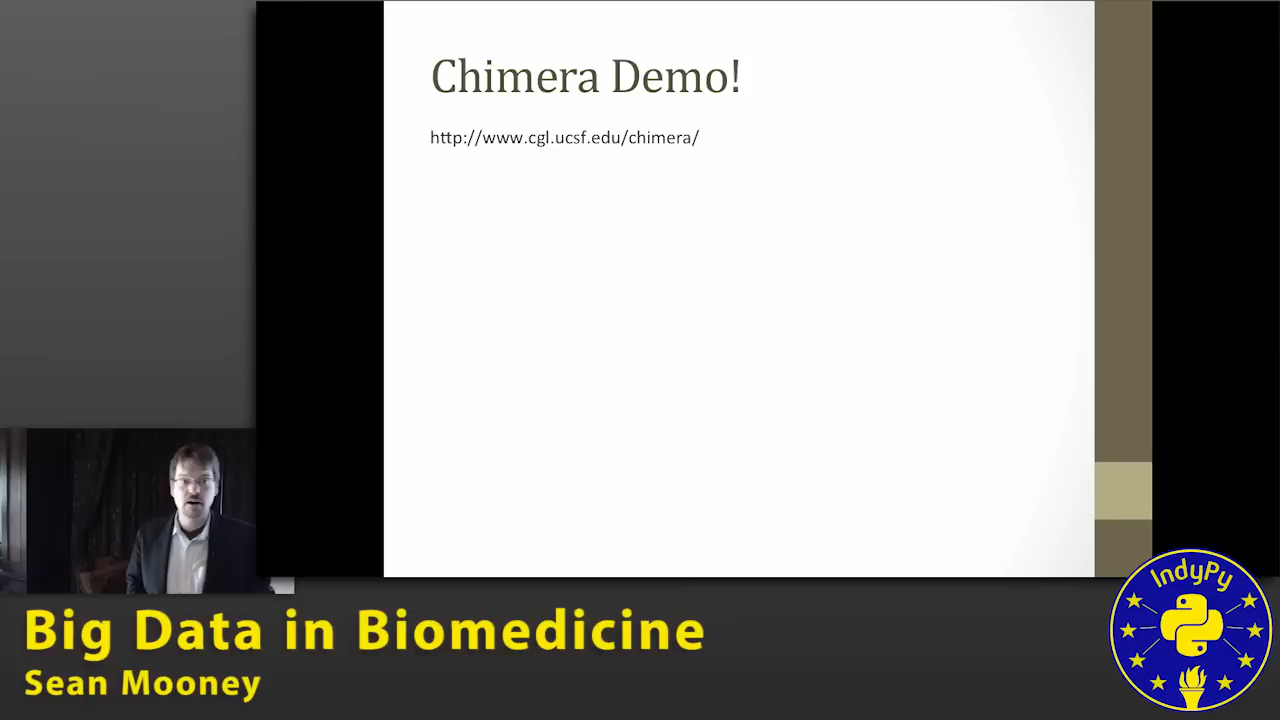 Chimera Demo!
http://www.cgl.ucsf.edu/chimera/
Big Data in Biomedicine
Sean Mooney
IndyPy